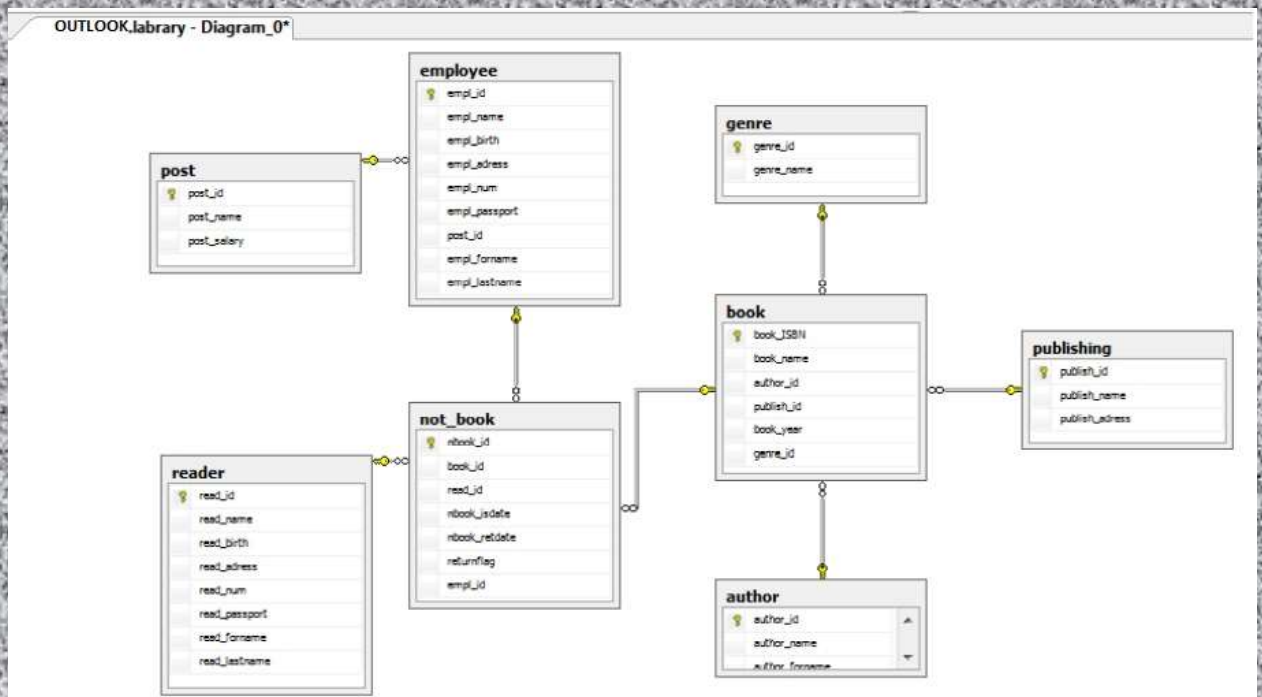 OUTLOOK.labrary - Diagram_0*
employee
empl_id
empl_name
empl_birth
empl_adress
empl_num
empl_passport
post_id
empl_forname
empl_lastname
post
post_id
post_name
post_salary
genre
genre_id
genre_name
book
book_ISBN
book_name
author_id
publish_id
book_year
genre_id
publishing
publish_id
publish_name
publish_adress
not_book
nbook_id
book_id
read_id
nbook_isdate
nbook_retdate
returnflag
empl_id
reader
read_id
read_name
read_birth
read_adress
read_num
read_passport
read_forname
read_lastname
author
author_id
author_name
author_forname